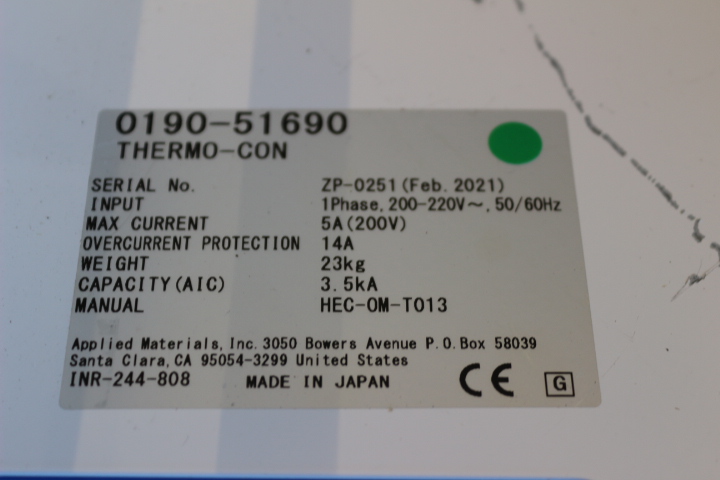 0190-51690
THERMO-CON
SERIAL No. ZP-0251(Feb.2021)
INPUT 1Phase,200-220V～,50/60Hz
MAX CURRENT 5A(200V)
OVERCURRENT PROTECTION 14A
WEIGHT 23kg
CAPACITY(AIC) 3.5kA
MANUAL HEC-OM-T013
Applied Materials,Inc.3050 Bowers Avenue P.O.Box 58039
Santa Clara,CA 95054-3299 United States
INR-244-808 MADE IN JAPAN CE G